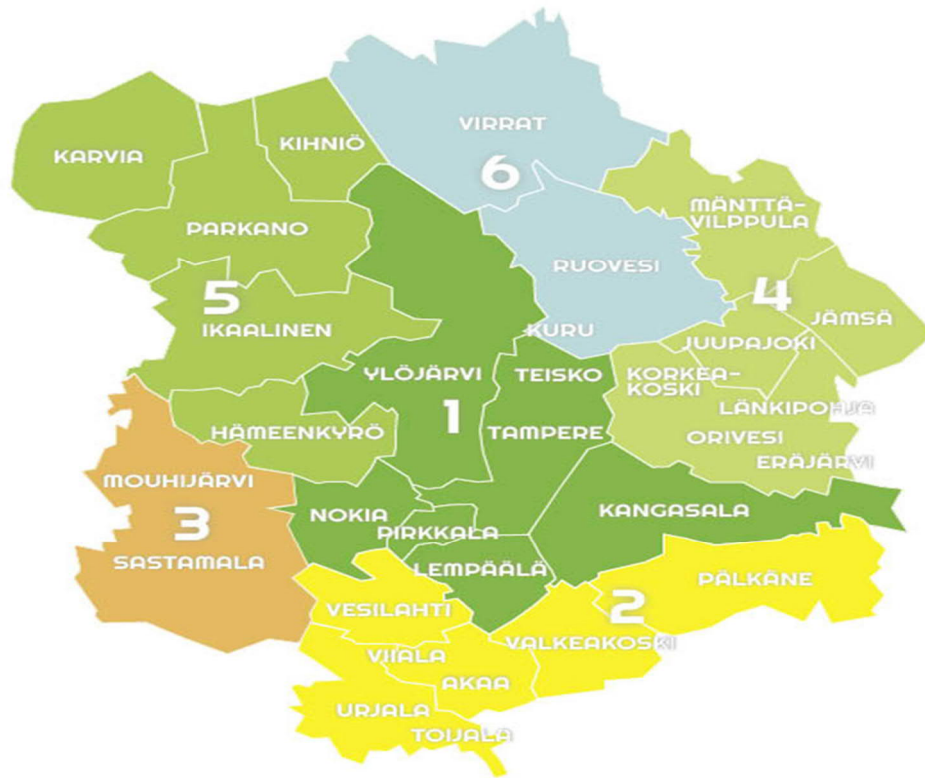 VIRRAT
KIHNIÖ
KARVIA
6
MÄNTTÄ-
VILPPULA
PARKANO
RUOVESI
5
4
IKAALINEN
KURU
JÄMSÄ
JUUPAJOKI
YLÖJÄRVI
TEISKO
KORKEA-
KOSKI
LÄNKIPOHJA
1
HÄMEENKYRÖ
TAMPERE
ORIVESI
ERÄJÄRVI
MOUHIJÄRVI
3
NOKIA
PIRKKALA
KANGASALA
SASTAMALA
LEMPÄÄLÄ
PÄLKÄNE
VESILAHTI
2
VALKEAKOSKI
VIIALA
AKAA
URJALA
TOIJALA